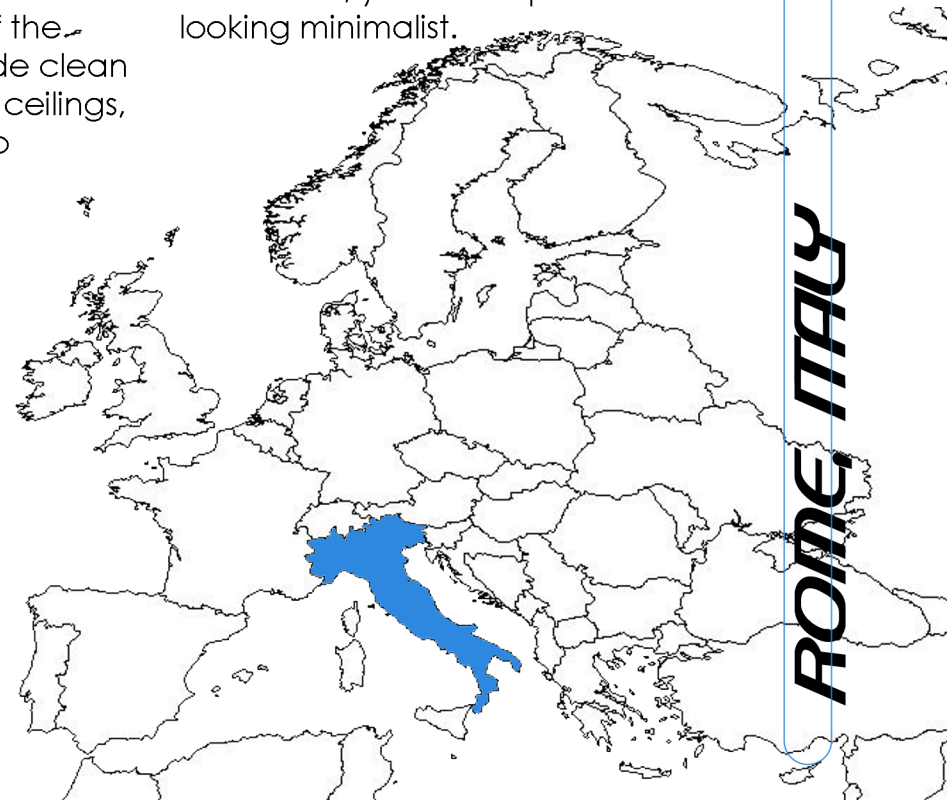 f the
looking minimalist.
de clean
ceilings,
ROME, ITALY